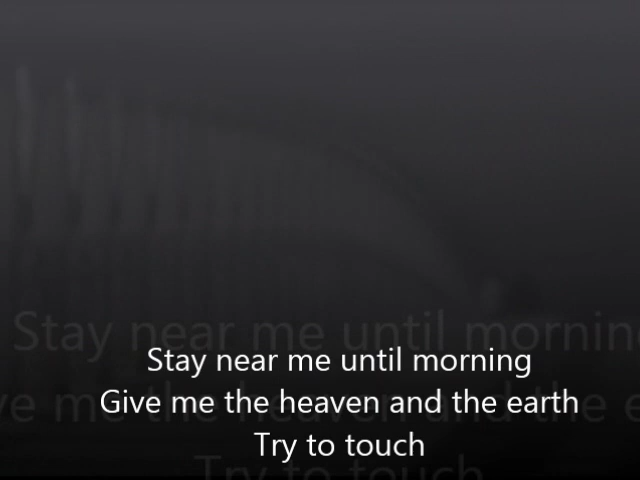 Stay near me until morning
Give me the heaven and the earth
Try to touch